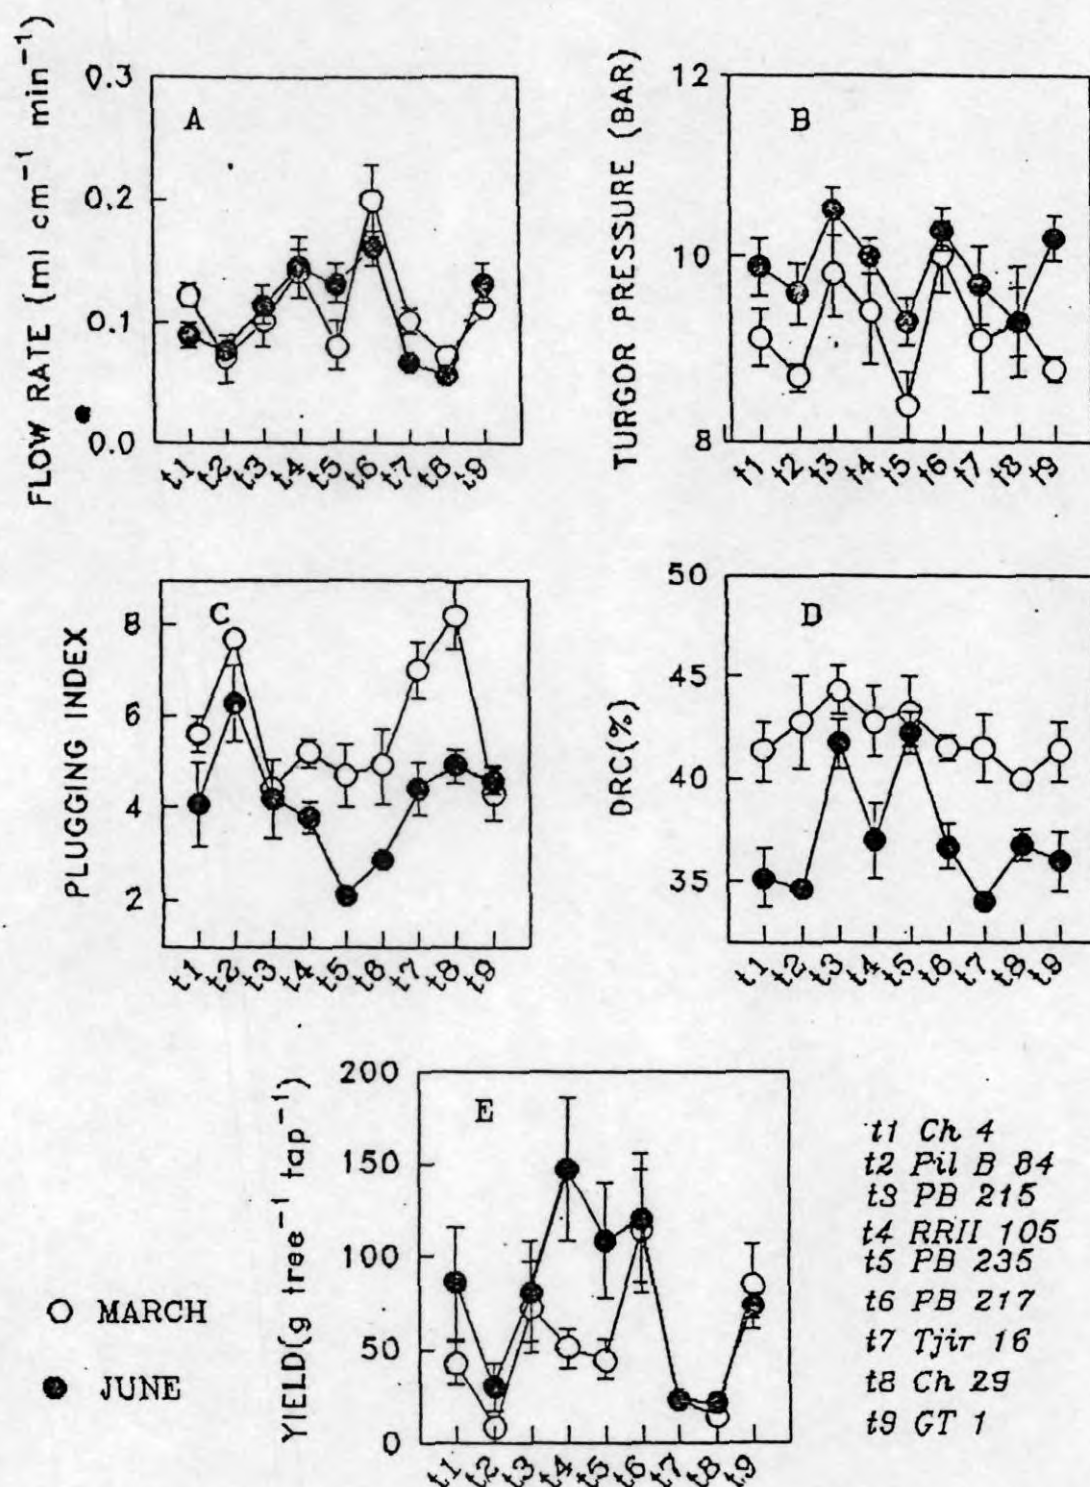 FLOW RATE (ml cm⁻¹ min⁻¹)
0.3
0.2
0.1
0.0
A
t1 t2 t3 t4 t5 t6 t7 t8 t9
TURGOR PRESSURE (BAR)
12
10
8
B
t1 t2 t3 t4 t5 t6 t7 t8 t9
PLUGGING INDEX
8
6
4
2
C
t1 t2 t3 t4 t5 t6 t7 t8 t9
DRC(%)
50
45
40
35
D
t1 t2 t3 t4 t5 t6 t7 t8 t9
YIELD(g tree⁻¹ tap⁻¹)
200
150
100
50
0
E
t1 t2 t3 t4 t5 t6 t7 t8 t9
MARCH
JUNE
t1 Ch 4
t2 Pil B 84
t3 PB 215
t4 RRII 105
t5 PB 235
t6 PB 217
t7 Tjir 16
t8 Ch 29
t9 GT 1